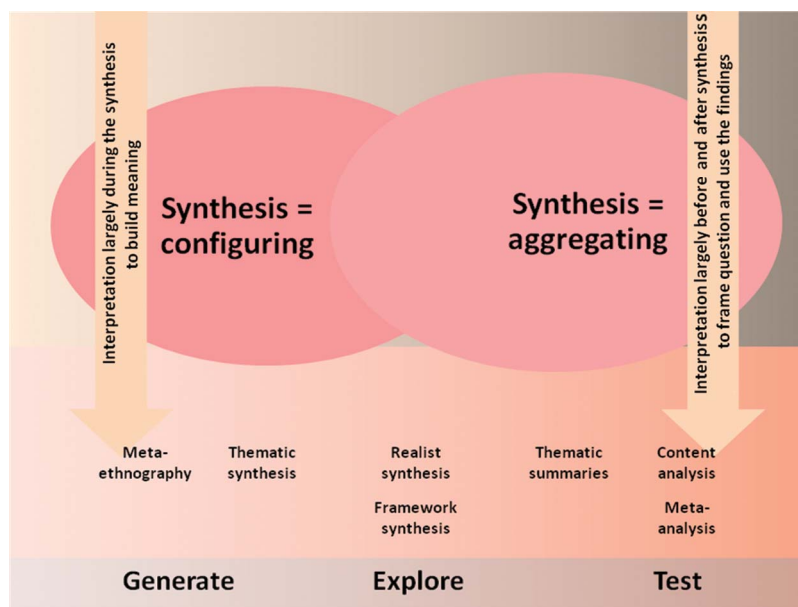 Interpretation largely during the synthesis
to build meaning
Synthesis =
configuring
Synthesis =
aggregating
Interpretation largely before and after synthesis
to frame question and use the findings
Meta-
ethnography
Thematic
synthesis
Realist
synthesis
Thematic
summaries
Content
analysis
Framework
synthesis
Meta-
analysis
Generate
Explore
Test